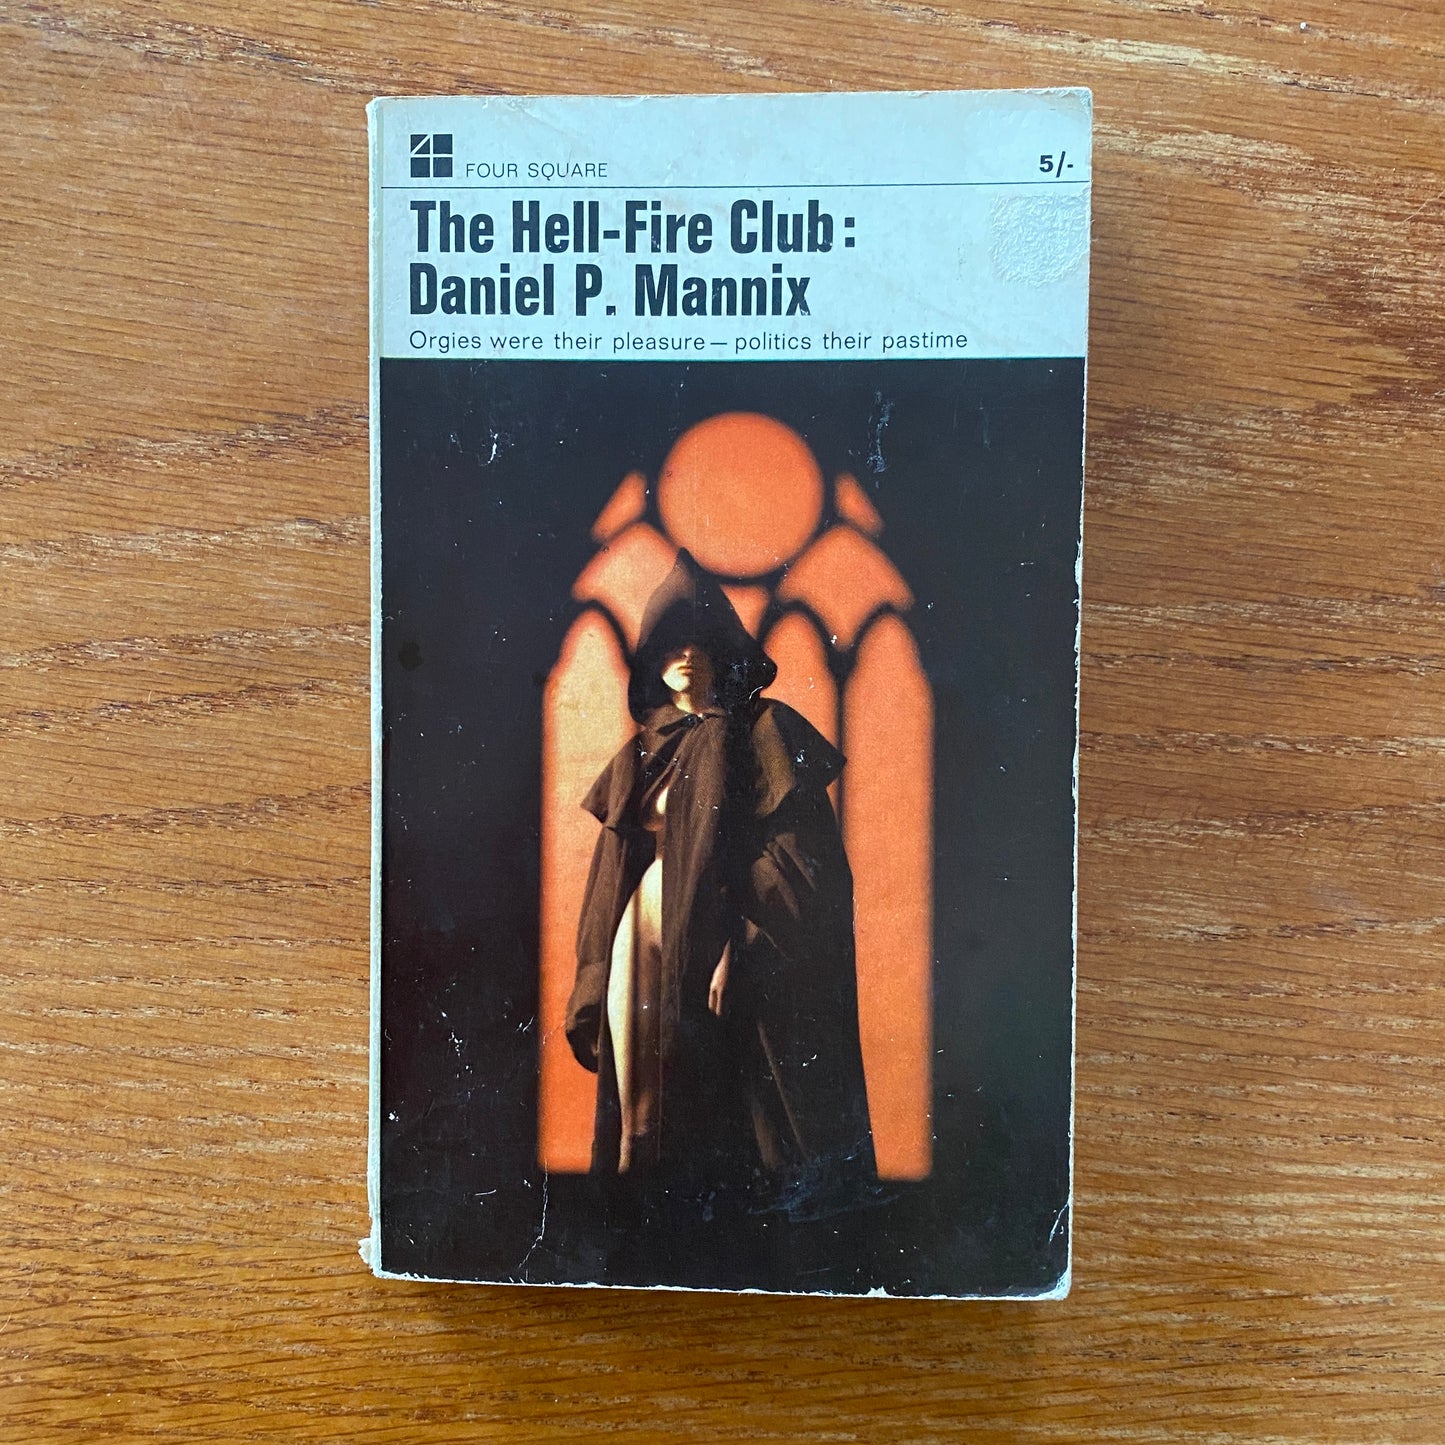 FOUR SQUARE
5/-
The Hell-Fire Club:
Daniel P. Mannix
Orgies were their pleasure — politics their pastime